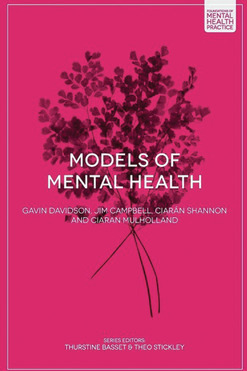 FOUNDATIONS OF
MENTAL
HEALTH
PRACTICE
MODELS OF
MENTAL HEALTH
GAVIN DAVIDSON, JIM CAMPBELL, CIARAN SHANNON
AND CIARAN MULHOLLAND
SERIES EDITORS:
THURSTINE BASSET & THEO STICKLEY